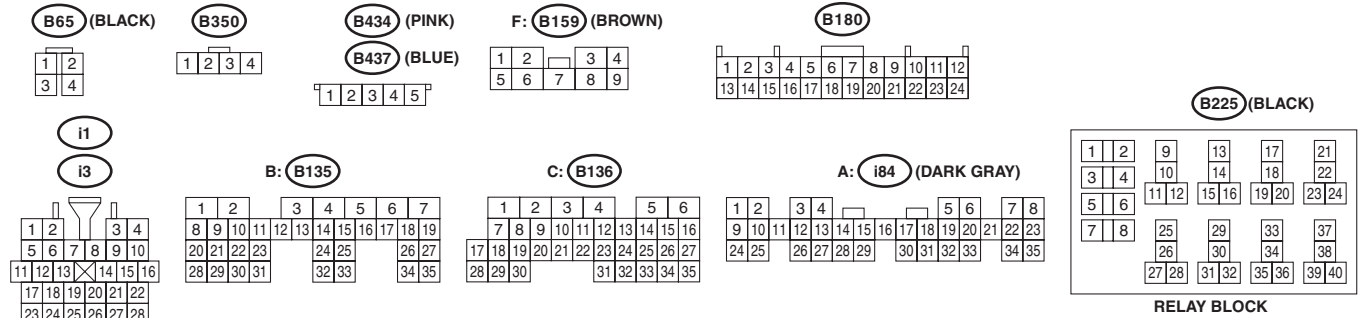 B65 (BLACK)
1 2
3 4
B350
1 2 3 4
B434 (PINK)
B437 (BLUE)
1 2 3 4 5
F: B159 (BROWN)
1 2 3 4
5 6 7 8 9
B180
1 2 3 4 5 6 7 8 9 10 11 12
13 14 15 16 17 18 19 20 21 22 23 24
i1
i3
1 2 3 4
5 6 7 8 9 10
11 12 13 14 15 16
17 18 19 20 21 22
23 24 25 26 27 28
B: B135
1 2 3 4 5 6 7
8 9 10 11 12 13 14 15 16 17 18 19
20 21 22 23 24 25 26 27
28 29 30 31 32 33 34 35
C: B136
1 2 3 4 5 6
7 8 9 10 11 12 13 14 15 16
17 18 19 20 21 22 23 24 25 26 27
28 29 30 31 32 33 34 35
A: i84 (DARK GRAY)
1 2 3 4 5 6 7 8
9 10 11 12 13 14 15 16 17 18 19 20 21 22 23
24 25 26 27 28 29 30 31 32 33 34 35
B225 (BLACK)
1 2 9 13 17 21
3 4 10 14 18 22
11 12 15 16 19 20 23 24
5 6
7 8 25 29 33 37
26 30 34 38
27 28 31 32 35 36 39 40
RELAY BLOCK